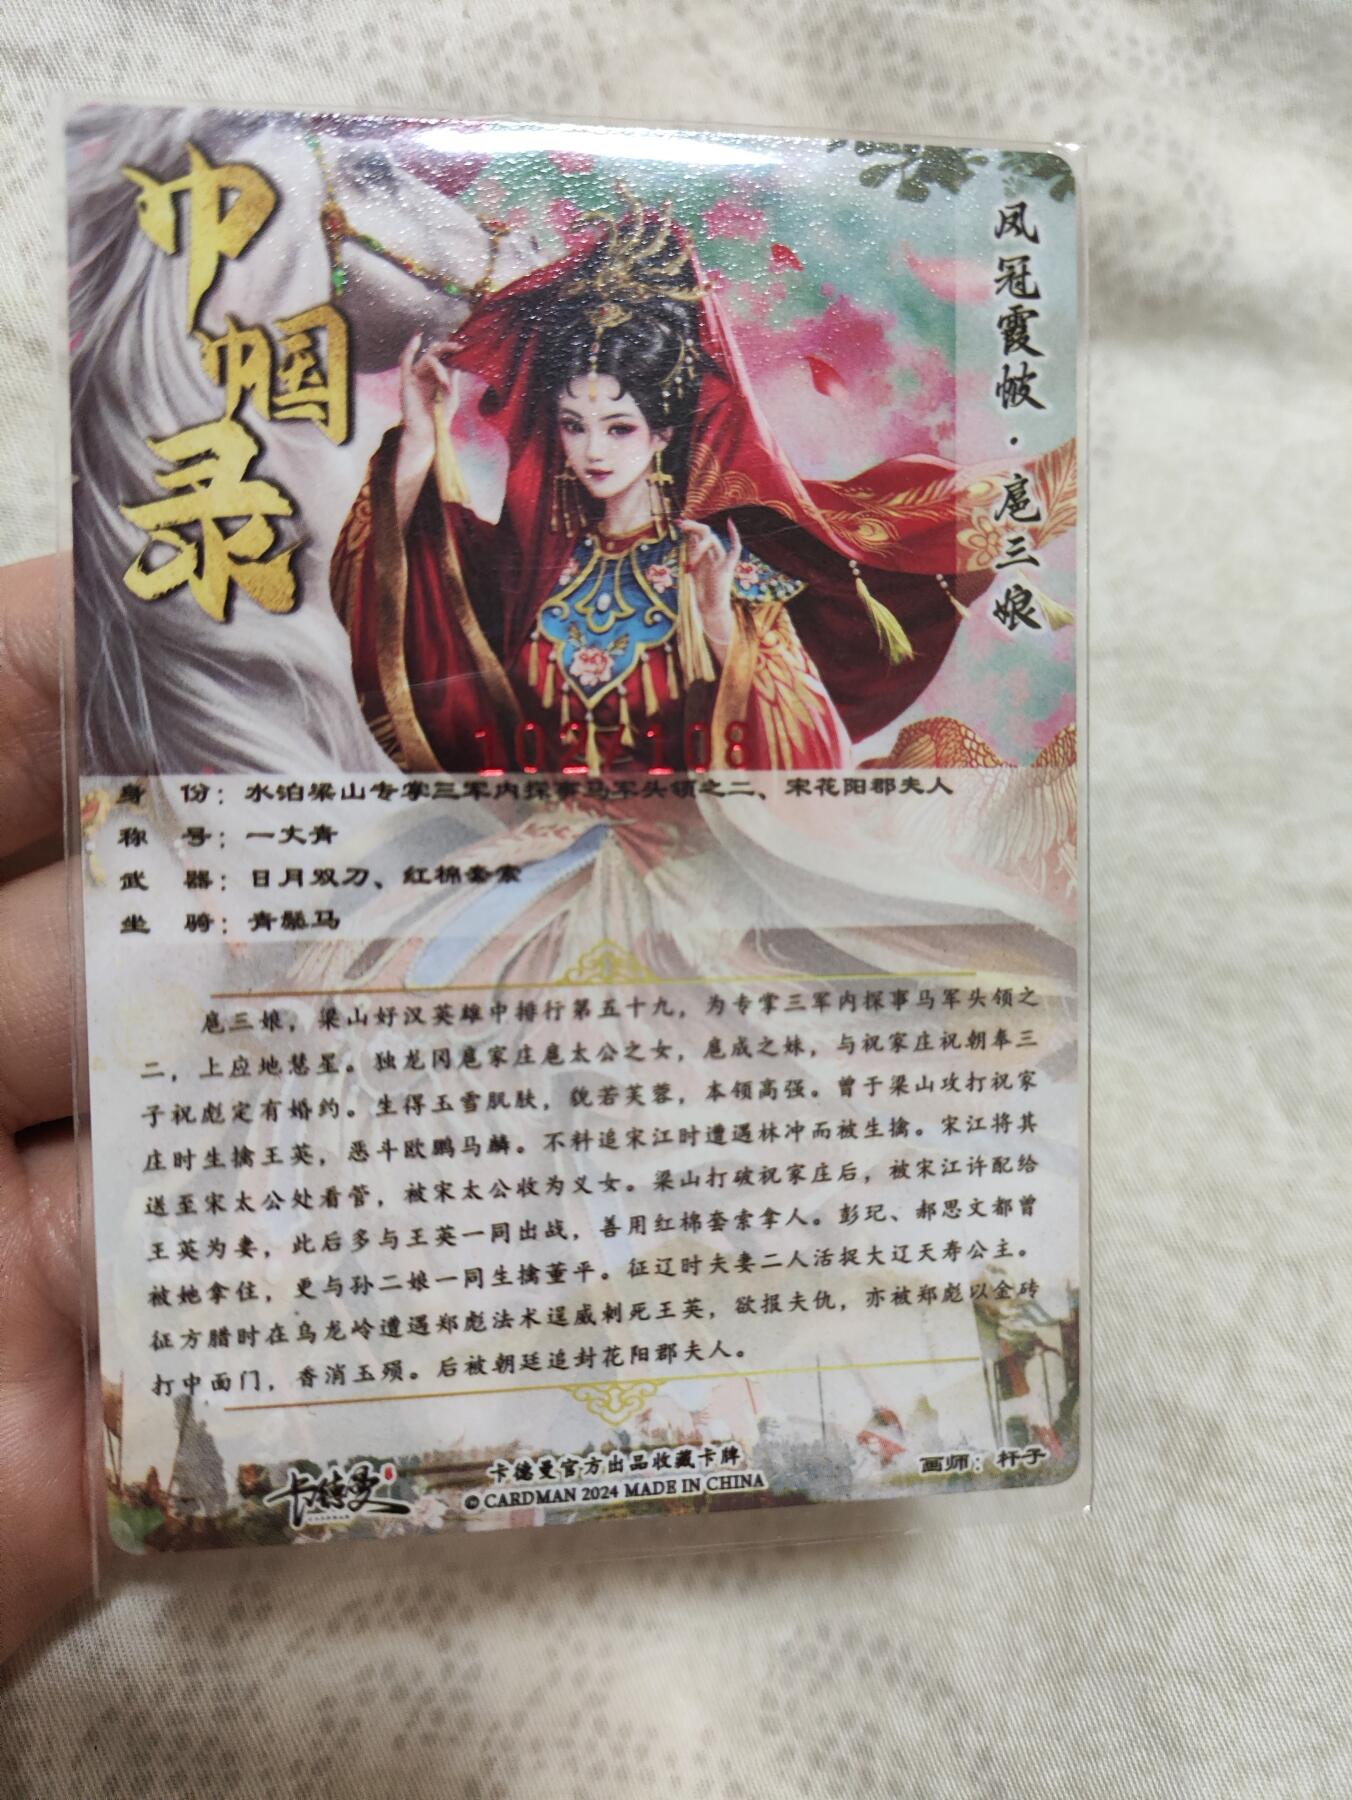 巾帼录
凤冠霞帔·扈三娘
102/108
身 份：水泊梁山专掌三军内探事马军头领之二、宋花阳郡夫人
称 号：一丈青
武 器：日月双刀、红棉套索
坐 骑：青鬃马
扈三娘，梁山好汉英雄中排行第五十九，为专掌三军内探事马军头领之
二，上应地慧星。独龙冈扈家庄扈太公之女，扈成之妹，与祝家庄祝朝奉三
子祝彪定有婚约。生得玉雪肌肤，貌若芙蓉，本领高强。曾于梁山攻打祝家
庄时生擒王英，恶斗欧鹏马麟。不料追宋江时遭遇林冲而被生擒。宋江将其
送至宋太公处看管，被宋太公收为义女。梁山打破祝家庄后，被宋江许配给
王英为妻，此后多与王英一同出战，善用红棉套索拿人。彭玘、郝思文都曾
被她拿住，更与孙二娘一同生擒董平。征辽时夫妻二人活捉大辽天寿公主。
征方腊时在乌龙岭遭遇郑彪法术逞威刺死王英，欲报夫仇，亦被郑彪以金砖
打中面门，香消玉殒。后被朝廷追封花阳郡夫人。
卡德曼
CARDMAN
卡德曼官方出品收藏卡牌
© CARDMAN 2024 MADE IN CHINA
画师：杯子